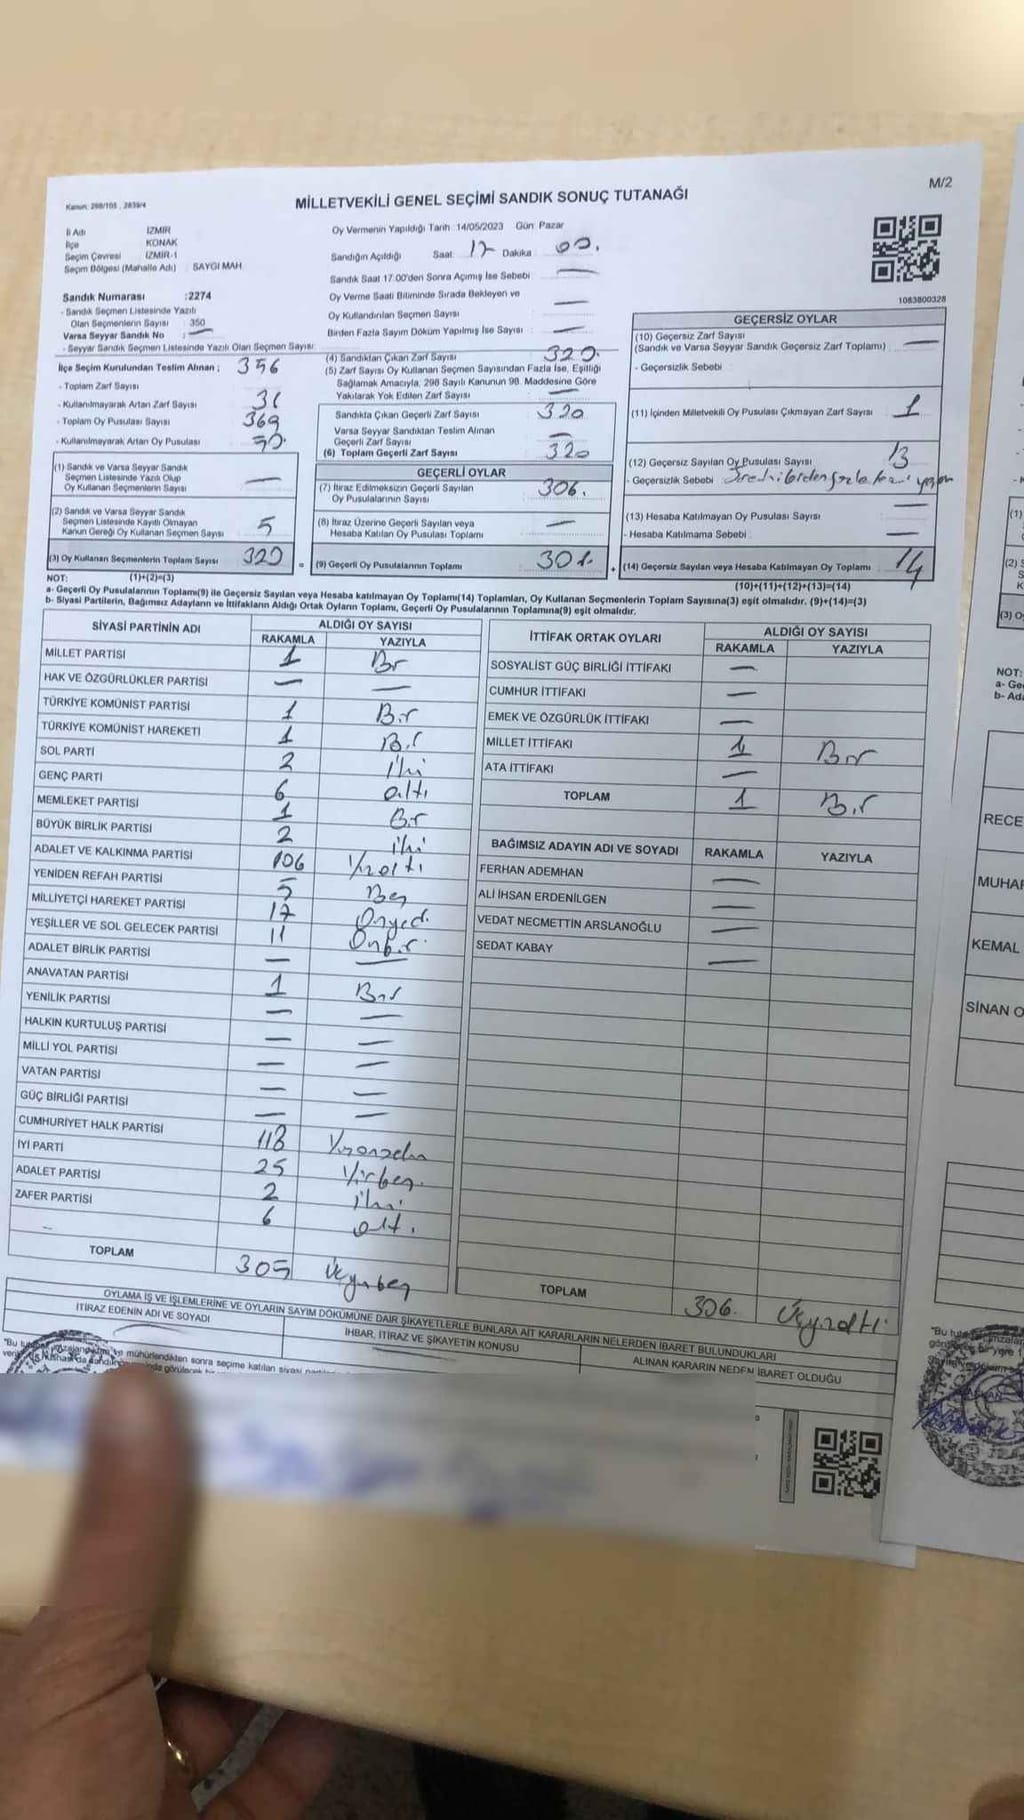 M/2
Kanun: 298/105 , 2839/4
MİLLETVEKİLİ GENEL SEÇİMİ SANDIK SONUÇ TUTANAĞI
İl Adı İZMİR
İlçe KONAK
Seçim Çevresi İZMİR-1
Seçim Bölgesi (Mahalle Adı) SAYGI MAH
Sandık Numarası :2274
- Sandık Seçmen Listesinde Yazılı
Olan Seçmenlerin Sayısı 350
Varsa Seyyar Sandık No : —
- Seyyar Sandık Seçmen Listesinde Yazılı Olan Seçmen Sayısı:
Oy Vermenin Yapıldığı Tarih 14/05/2023 Gün: Pazar
Sandığın Açıldığı Saat: 17 Dakika 00.
Sandık Saat 17.00'den Sonra Açımış İse Sebebi —
Oy Verme Saati Bitiminde Sırada Bekleyen ve
Oy Kullandırılan Seçmen Sayısı —
Birden Fazla Sayım Döküm Yapılmış İse Sayısı —
1083800328
İlçe Seçim Kurulundan Teslim Alınan ; 356
- Toplam Zarf Sayısı
- Kullanılmayarak Artan Zarf Sayısı 36
- Toplam Oy Pusulası Sayısı 369
- Kullanılmayarak Artan Oy Pusulası
(1) Sandık ve Varsa Seyyar Sandık
Seçmen Listesinde Yazılı Olup
Oy Kullanan Seçmenlerin Sayısı —
(2) Sandık ve Varsa Seyyar Sandık
Seçmen Listesinde Kayıtlı Olmayan
Kanun Gereği Oy Kullanan Seçmen Sayısı 5
(3) Oy Kullanan Seçmenlerin Toplam Sayısı 320
(4) Sandıktan Çıkan Zarf Sayısı 320.
(5) Zarf Sayısı Oy Kullanan Seçmen Sayısından Fazla İse, Eşitliği
Sağlamak Amacıyla, 298 Sayılı Kanunun 98. Maddesine Göre
Yakılarak Yok Edilen Zarf Sayısı —
Sandıkta Çıkan Geçerli Zarf Sayısı 320
Varsa Seyyar Sandıktan Teslim Alınan
Geçerli Zarf Sayısı —
(6) Toplam Geçerli Zarf Sayısı 320
GEÇERLİ OYLAR
(7) İtiraz Edilmeksizin Geçerli Sayılan
Oy Pusulalarının Sayısı 306.
(8) İtiraz Üzerine Geçerli Sayılan veya
Hesaba Katılan Oy Pusulası Toplamı —
= (9) Geçerli Oy Pusulalarının Toplamı 306.
GEÇERSİZ OYLAR
(10) Geçersiz Zarf Sayısı
(Sandık ve Varsa Seyyar Sandık Geçersiz Zarf Toplamı) —
- Geçersizlik Sebebi :
(11) İçinden Milletvekili Oy Pusulası Çıkmayan Zarf Sayısı 1
(12) Geçersiz Sayılan Oy Pusulası Sayısı 13
- Geçersizlik Sebebi :
(13) Hesaba Katılmayan Oy Pusulası Sayısı —
- Hesaba Katılmama Sebebi : —
+ (14) Geçersiz Sayılan veya Hesaba Katılmayan Oy Toplamı 14
NOT: (1)+(2)=(3) (10)+(11)+(12)+(13)=(14)
a- Geçerli Oy Pusulalarının Toplamı(9) ile Geçersiz Sayılan veya Hesaba katılmayan Oy Toplamı(14) Toplamları, Oy Kullanan Seçmenlerin Toplam Sayısına(3) eşit olmalıdır. (9)+(14)=(3)
b- Siyasi Partilerin, Bağımsız Adayların ve İttifakların Aldığı Ortak Oyların Toplamı, Geçerli Oy Pusulalarının Toplamına(9) eşit olmalıdır.
SİYASİ PARTİNİN ADI ALDIĞI OY SAYISI
RAKAMLA YAZIYLA
MİLLET PARTİSİ 1 Bir
HAK VE ÖZGÜRLÜKLER PARTİSİ — —
TÜRKİYE KOMÜNİST PARTİSİ 1 Bir
TÜRKİYE KOMÜNİST HAREKETİ 1 Bir
SOL PARTİ 2 iki
GENÇ PARTİ 6 altı
MEMLEKET PARTİSİ 1 Bir
BÜYÜK BİRLİK PARTİSİ 2 iki
ADALET VE KALKINMA PARTİSİ 106 Yüzaltı
YENİDEN REFAH PARTİSİ 5 Beş
MİLLİYETÇİ HAREKET PARTİSİ 17 Onyedi
YEŞİLLER VE SOL GELECEK PARTİSİ 11 Onbir
ADALET BİRLİK PARTİSİ — —
ANAVATAN PARTİSİ 1 Bir
YENİLİK PARTİSİ — —
HALKIN KURTULUŞ PARTİSİ — —
MİLLİ YOL PARTİSİ — —
VATAN PARTİSİ — —
GÜÇ BİRLİĞİ PARTİSİ — —
CUMHURİYET HALK PARTİSİ 118 Yüzonsekiz
İYİ PARTİ 25 Yirbeş.
ADALET PARTİSİ 2 iki
ZAFER PARTİSİ 6 altı
TOPLAM 305 Üçyüzbeş
İTTİFAK ORTAK OYLARI ALDIĞI OY SAYISI
RAKAMLA YAZIYLA
SOSYALİST GÜÇ BİRLİĞİ İTTİFAKI —
CUMHUR İTTİFAKI —
EMEK VE ÖZGÜRLÜK İTTİFAKI —
MİLLET İTTİFAKI 1 Bir
ATA İTTİFAKI —
TOPLAM 1 Bir
BAĞIMSIZ ADAYIN ADI VE SOYADI RAKAMLA YAZIYLA
FERHAN ADEMHAN —
ALİ İHSAN ERDENİLGEN —
VEDAT NECMETTİN ARSLANOĞLU —
SEDAT KABAY —
TOPLAM 306. Üçyüzaltı
OYLAMA İŞ VE İŞLEMLERİNE VE OYLARIN SAYIM DÖKÜMÜNE DAİR ŞİKAYETLERLE BUNLARA AİT KARARLARIN NELERDEN İBARET BULUNDUKLARI
İTİRAZ EDENİN ADI VE SOYADI İHBAR, İTİRAZ VE ŞİKAYETİN KONUSU ALINAN KARARIN NEDEN İBARET OLDUĞU
mühürlendikten sonra seçime katılan siyasi
NOT:
RECE
MUHAR
KEMAL
SİNAN O